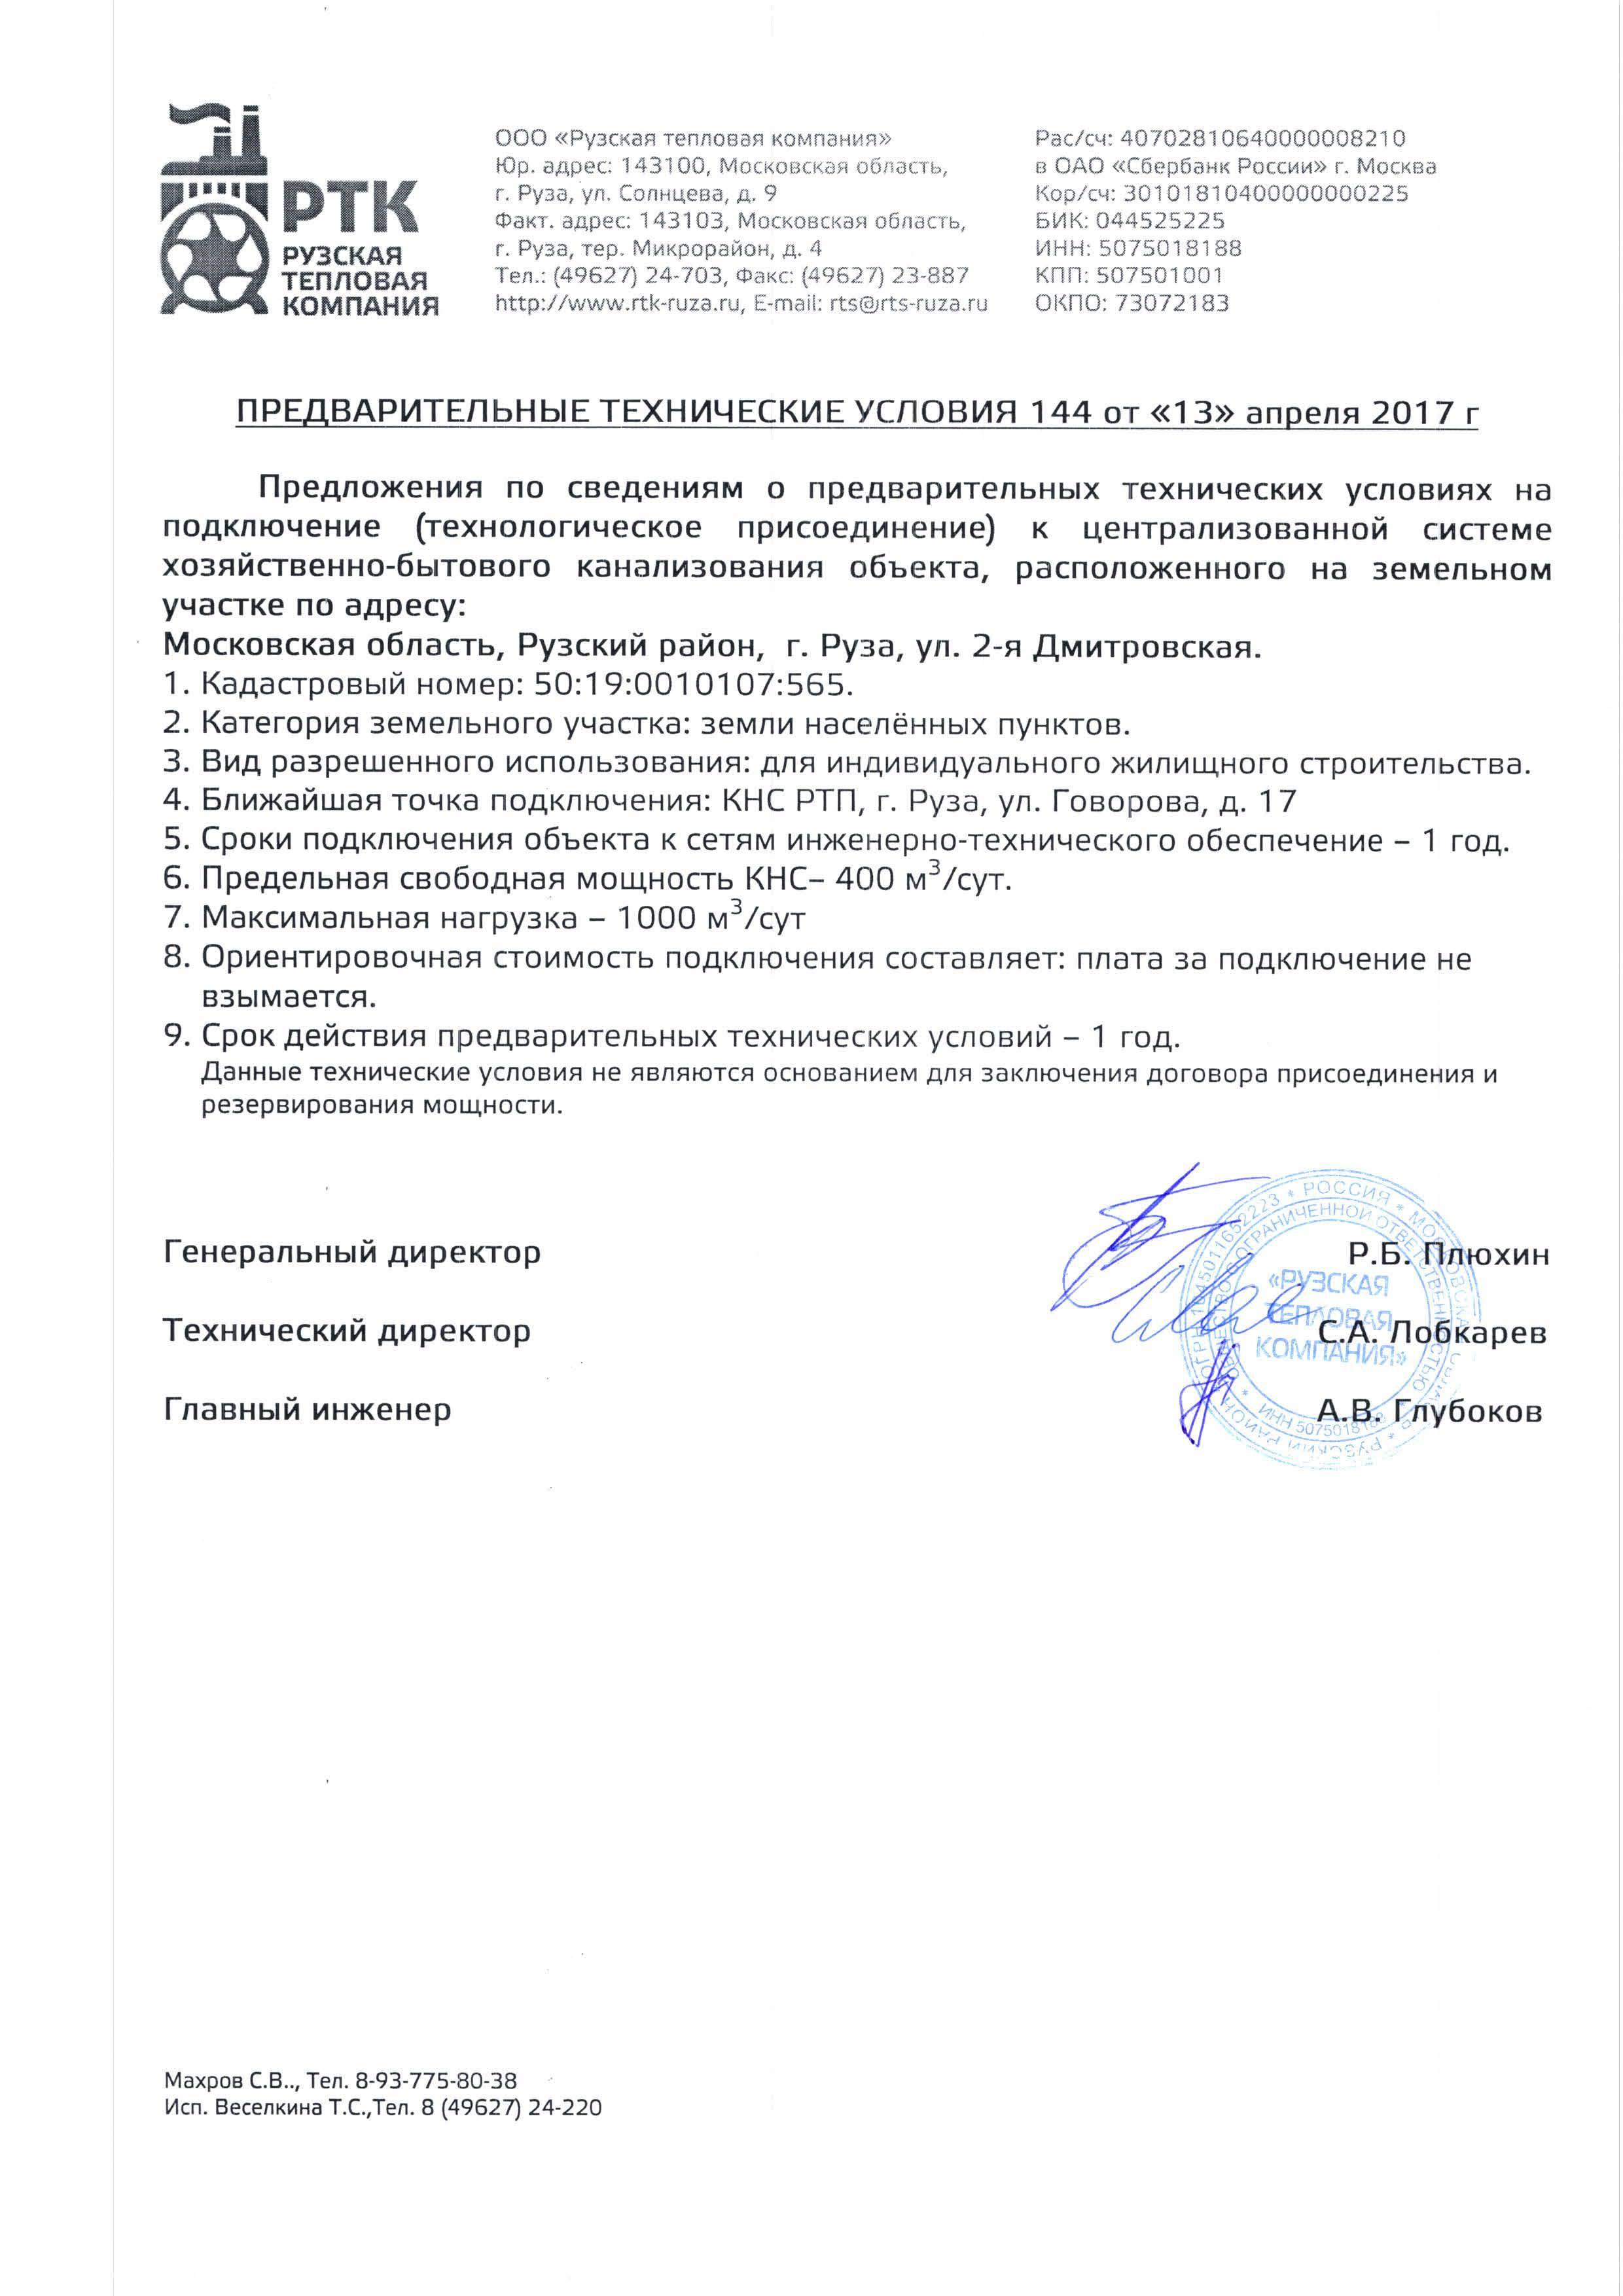 РТК
РУЗСКАЯ
ТЕПЛОВАЯ
КОМПАНИЯ
ООО «Рузская тепловая компания»
Юр. адрес: 143100, Московская область,
г. Руза, ул. Солнцева, д. 9
Факт. адрес: 143103, Московская область,
г. Руза, тер. Микрорайон, д. 4
Тел.: (49627) 24-703, Факс: (49627) 23-887
http://www.rtk-ruza.ru, E-mail: rts@rts-ruza.ru
Рас/сч: 40702810640000008210
в ОАО «Сбербанк России» г. Москва
Кор/сч: 30101810400000000225
БИК: 044525225
ИНН: 5075018188
КПП: 507501001
ОКПО: 73072183
ПРЕДВАРИТЕЛЬНЫЕ ТЕХНИЧЕСКИЕ УСЛОВИЯ 144 от «13» апреля 2017 г
Предложения по сведениям о предварительных технических условиях на
подключение (технологическое присоединение) к централизованной системе
хозяйственно-бытового канализования объекта, расположенного на земельном
участке по адресу:
Московская область, Рузский район, г. Руза, ул. 2-я Дмитровская.
1. Кадастровый номер: 50:19:0010107:565.
2. Категория земельного участка: земли населённых пунктов.
3. Вид разрешенного использования: для индивидуального жилищного строительства.
4. Ближайшая точка подключения: КНС РТП, г. Руза, ул. Говорова, д. 17
5. Сроки подключения объекта к сетям инженерно-технического обеспечение – 1 год.
6. Предельная свободная мощность КНС– 400 м³/сут.
7. Максимальная нагрузка – 1000 м³/сут
8. Ориентировочная стоимость подключения составляет: плата за подключение не
взымается.
9. Срок действия предварительных технических условий – 1 год.
Данные технические условия не являются основанием для заключения договора присоединения и
резервирования мощности.
Генеральный директор Р.Б. Плюхин
Технический директор С.А. Лобкарев
Главный инженер А.В. Глубоков
«РУЗСКАЯ
ТЕПЛОВАЯ
КОМПАНИЯ»
Махров С.В.., Тел. 8-93-775-80-38
Исп. Веселкина Т.С.,Тел. 8 (49627) 24-220